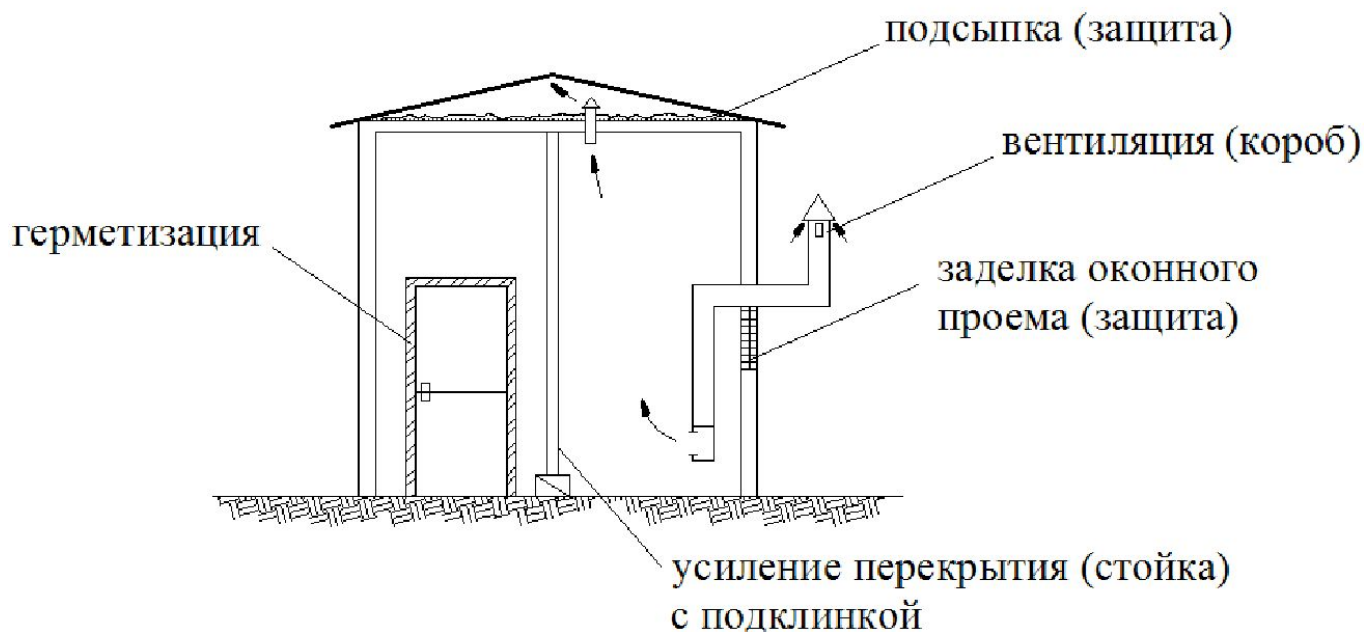 подсыпка (защита)
вентиляция (короб)
герметизация
заделка оконного
проема (защита)
усиление перекрытия (стойка)
с подклинкой